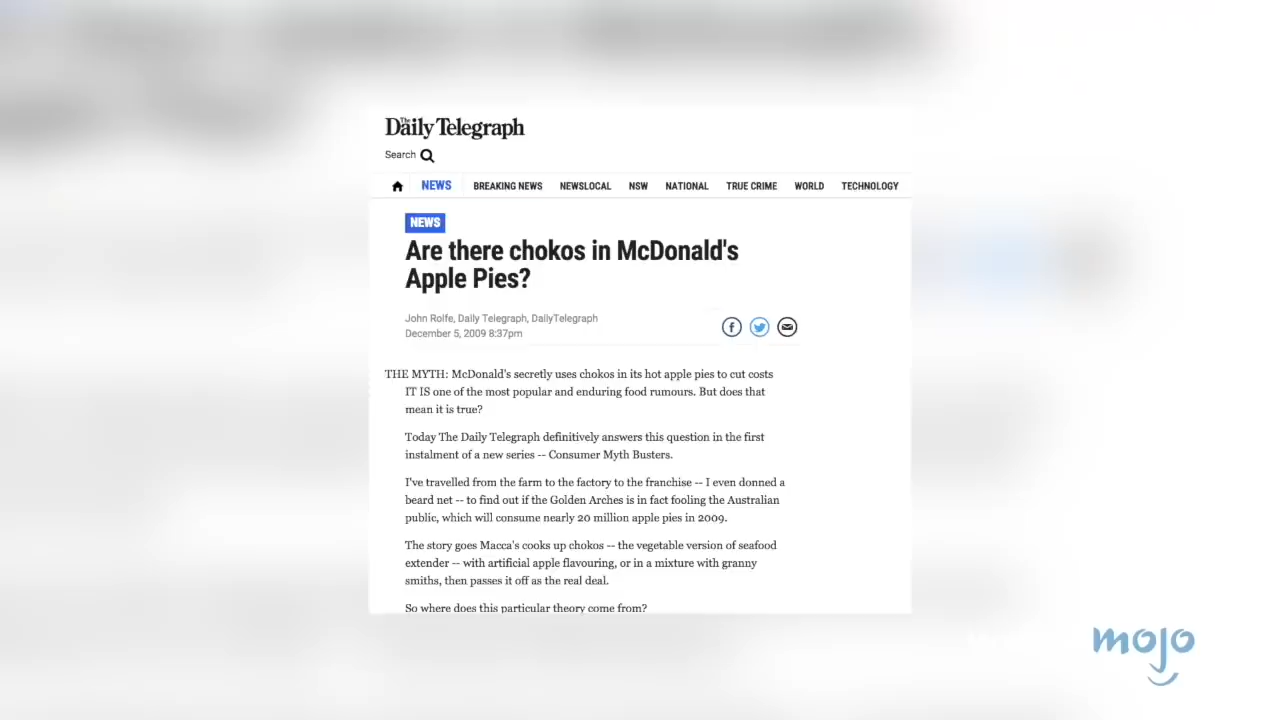 The Daily Telegraph
Search
NEWS BREAKING NEWS NEWSLOCAL NSW NATIONAL TRUE CRIME WORLD TECHNOLOGY
NEWS
Are there chokos in McDonald's
Apple Pies?
John Rolfe, Daily Telegraph, DailyTelegraph
December 5, 2009 8:37pm
THE MYTH: McDonald's secretly uses chokos in its hot apple pies to cut costs
IT IS one of the most popular and enduring food rumours. But does that
mean it is true?
Today The Daily Telegraph definitively answers this question in the first
instalment of a new series -- Consumer Myth Busters.
I've travelled from the farm to the factory to the franchise -- I even donned a
beard net -- to find out if the Golden Arches is in fact fooling the Australian
public, which will consume nearly 20 million apple pies in 2009.
The story goes Macca's cooks up chokos -- the vegetable version of seafood
extender -- with artificial apple flavouring, or in a mixture with granny
smiths, then passes it off as the real deal.
So where does this particular theory come from?
mojo